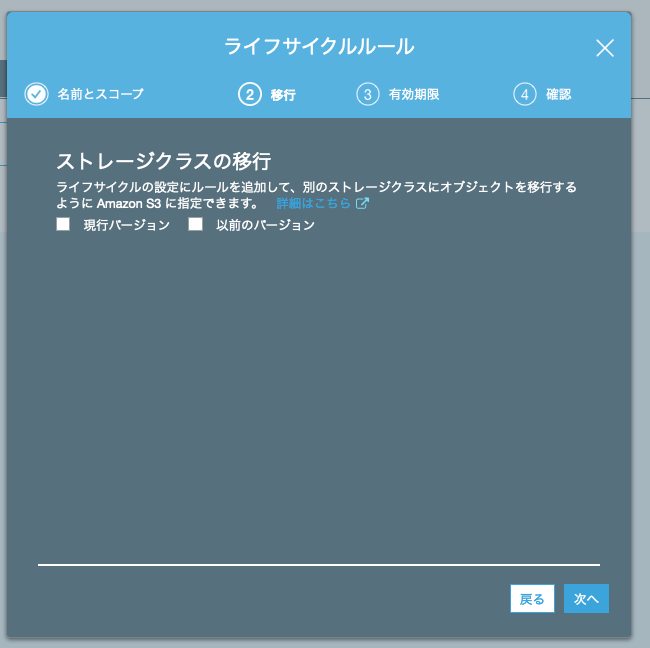 ライフサイクルルール
名前とスコープ
2 移行
3 有効期限
4 確認
ストレージクラスの移行
ライフサイクルの設定にルールを追加して、別のストレージクラスにオブジェクトを移行する
ように Amazon S3 に指定できます。 詳細はこちら
現行バージョン 以前のバージョン
戻る 次へ